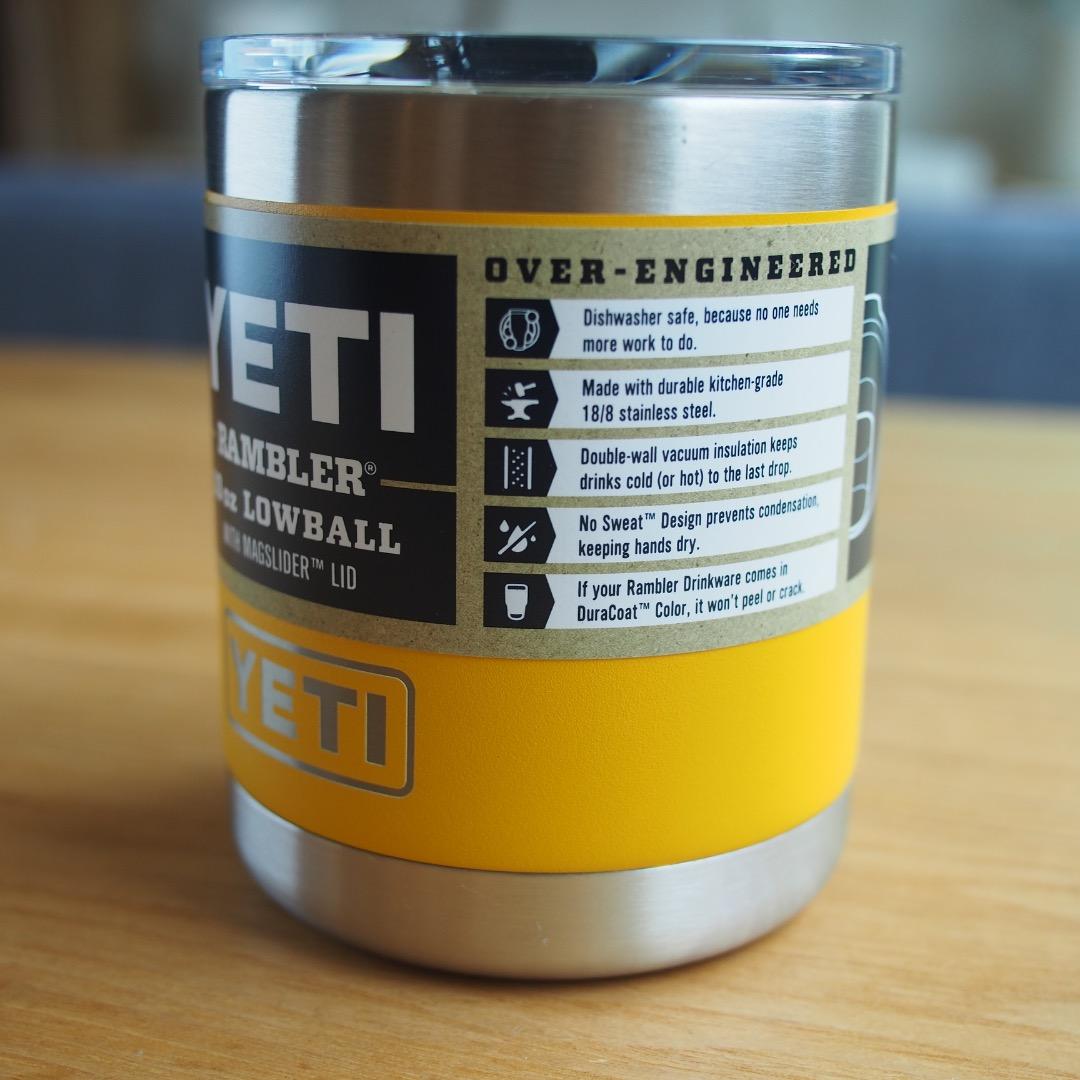 YETI
RAMBLER®
oz LOWBALL
WITH MAGSLIDER™ LID
OVER-ENGINEERED
Dishwasher safe, because no one needs
more work to do.
Made with durable kitchen-grade
18/8 stainless steel.
Double-wall vacuum insulation keeps
drinks cold (or hot) to the last drop.
No Sweat™ Design prevents condensation,
keeping hands dry.
If your Rambler Drinkware comes in
DuraCoat™ Color, it won't peel or crack.
YETI